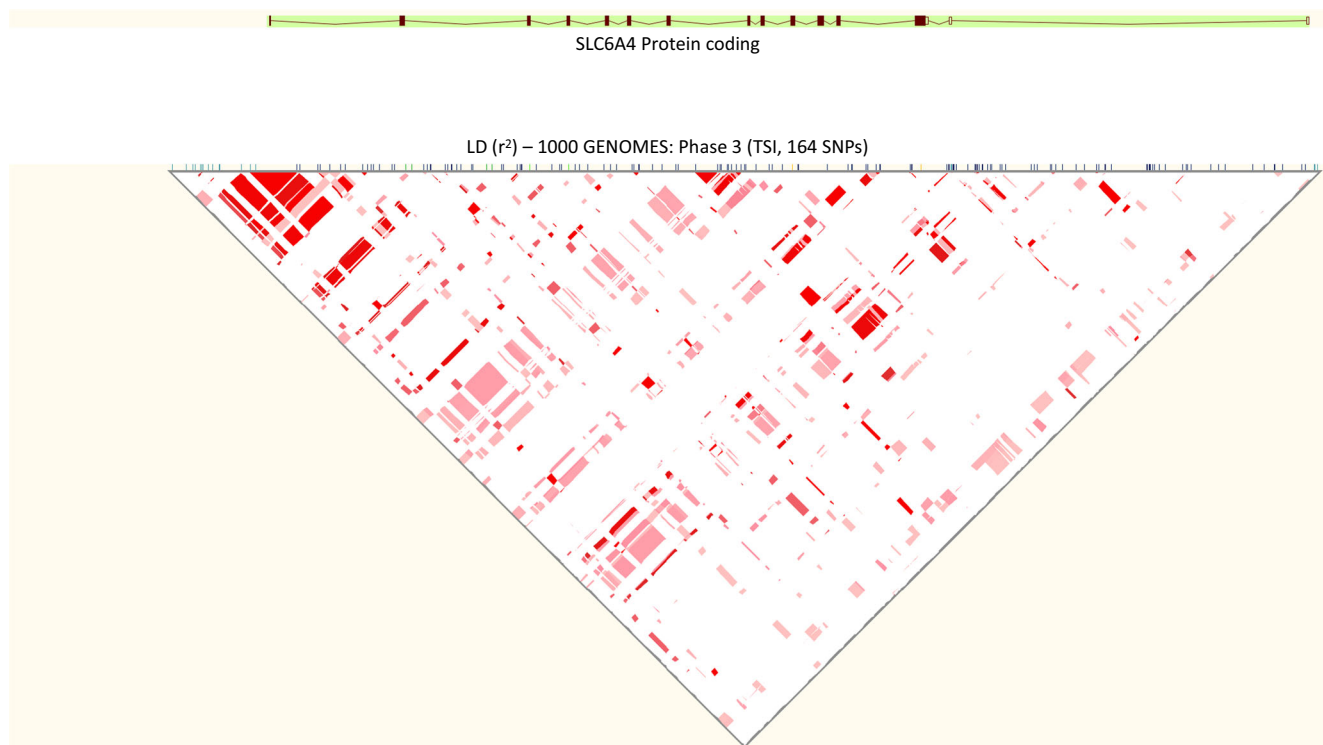 SLC6A4 Protein coding
LD (r²) – 1000 GENOMES: Phase 3 (TSI, 164 SNPs)